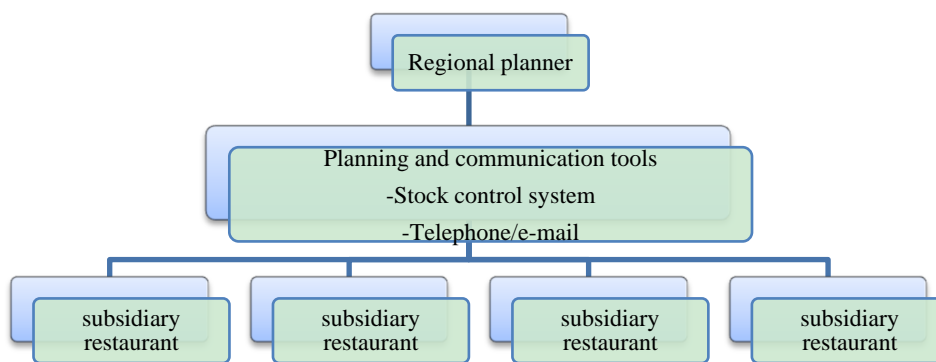 Regional planner
Planning and communication tools
-Stock control system
-Telephone/e-mail
subsidiary
restaurant
subsidiary
restaurant
subsidiary
restaurant
subsidiary
restaurant